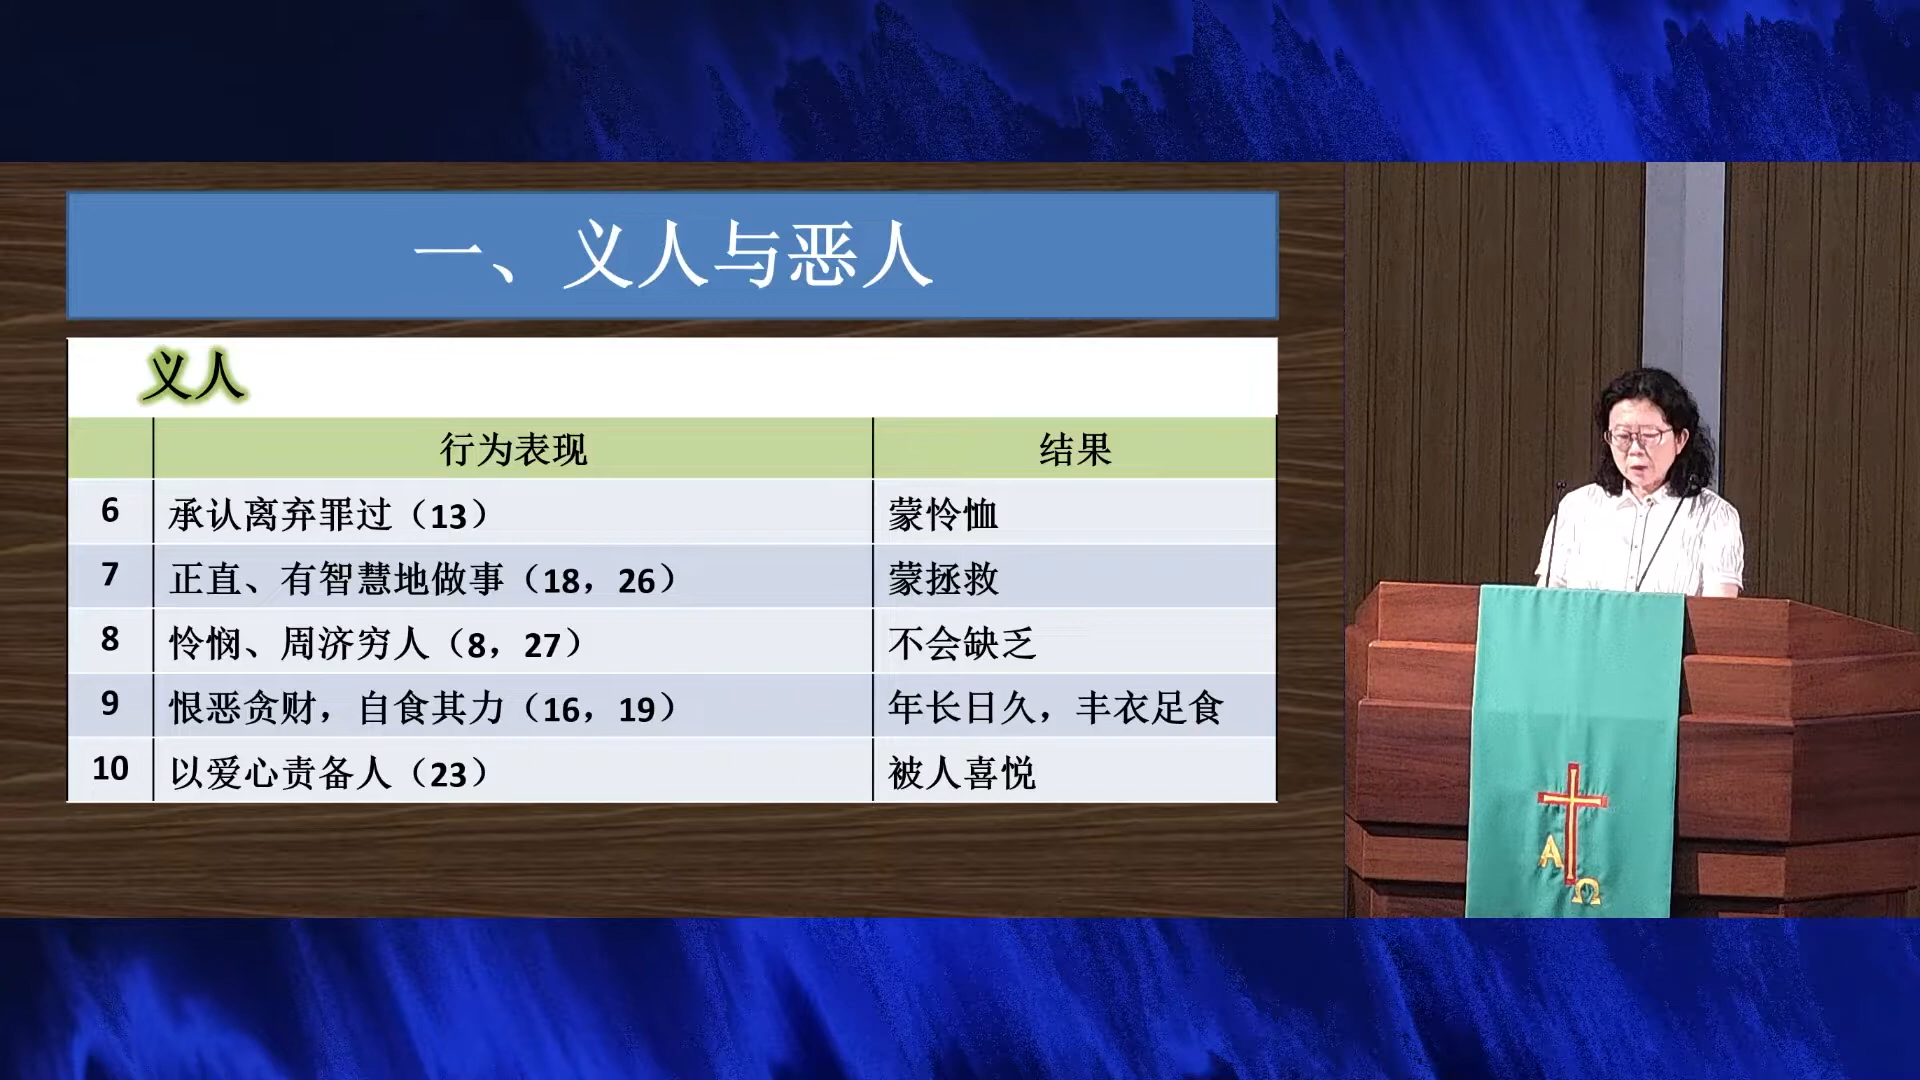 一、义人与恶人
义人
行为表现 结果
6 承认离弃罪过（13） 蒙怜恤
7 正直、有智慧地做事（18，26） 蒙拯救
8 怜悯、周济穷人（8，27） 不会缺乏
9 恨恶贪财，自食其力（16，19） 年长日久，丰衣足食
10 以爱心责备人（23） 被人喜悦
Α
Ω